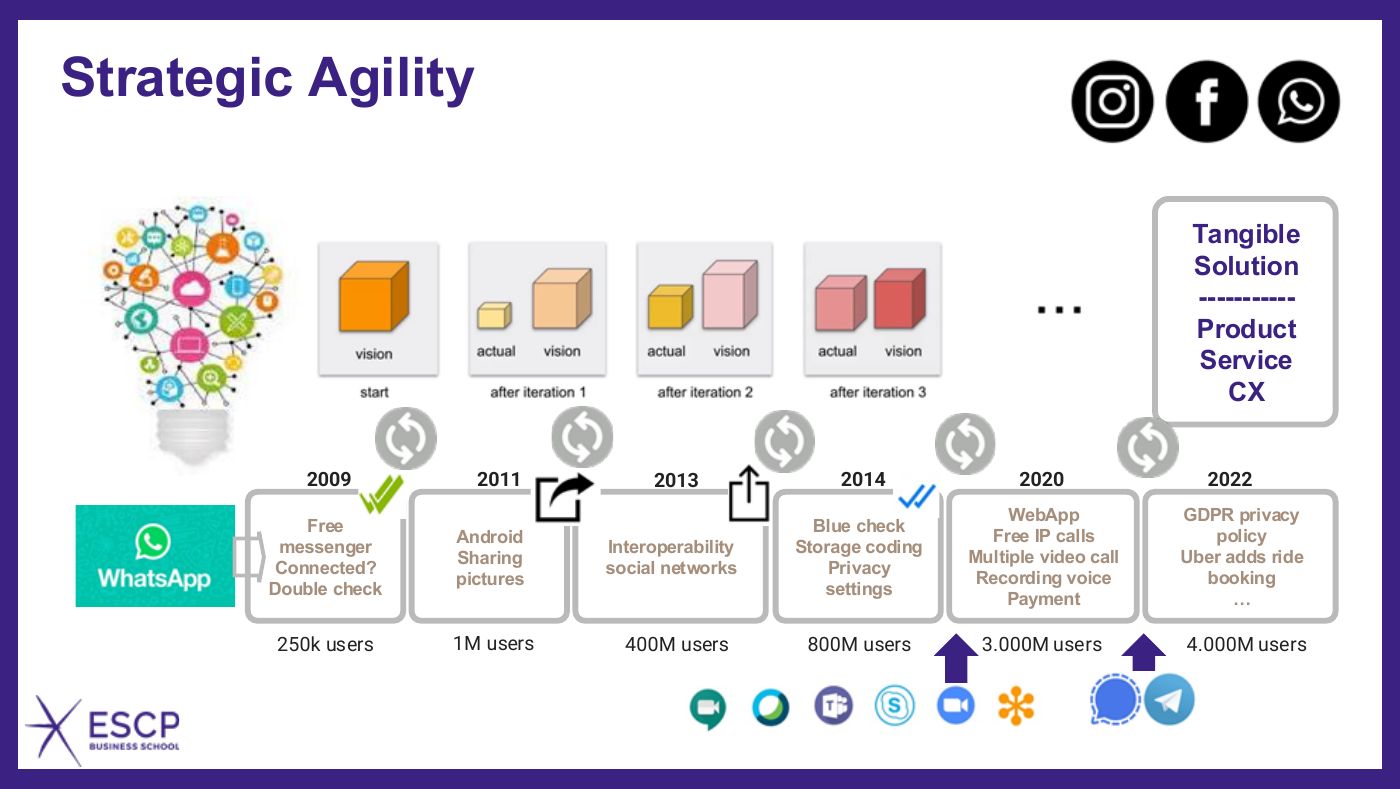 Strategic Agility
Tangible
Solution
-----------
Product
Service
CX
vision
start
actual vision
after iteration 1
actual vision
after iteration 2
actual vision
after iteration 3
...
WhatsApp
2009
Free
messenger
Connected?
Double check
250k users
2011
Android
Sharing
pictures
1M users
2013
Interoperability
social networks
400M users
2014
Blue check
Storage coding
Privacy
settings
800M users
2020
WebApp
Free IP calls
Multiple video call
Recording voice
Payment
3.000M users
2022
GDPR privacy
policy
Uber adds ride
booking
...
4.000M users
ESCP
BUSINESS SCHOOL